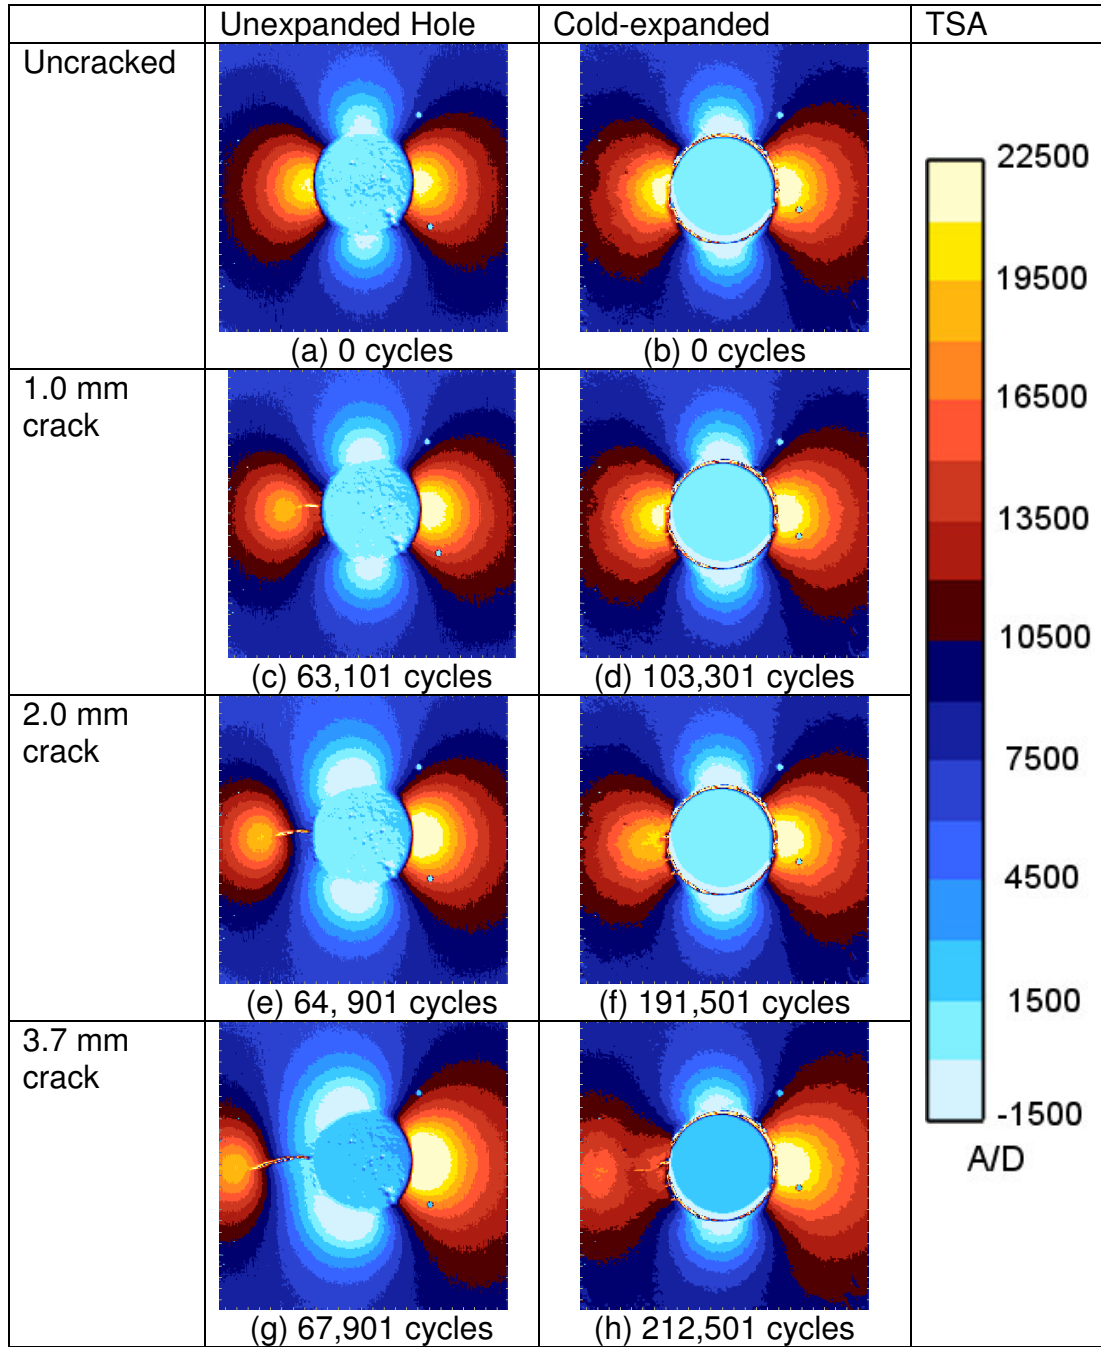 Unexpanded Hole Cold-expanded TSA
Uncracked
(a) 0 cycles (b) 0 cycles
1.0 mm
crack
(c) 63,101 cycles (d) 103,301 cycles
2.0 mm
crack
(e) 64, 901 cycles (f) 191,501 cycles
3.7 mm
crack
(g) 67,901 cycles (h) 212,501 cycles
22500
19500
16500
13500
10500
7500
4500
1500
-1500
A/D